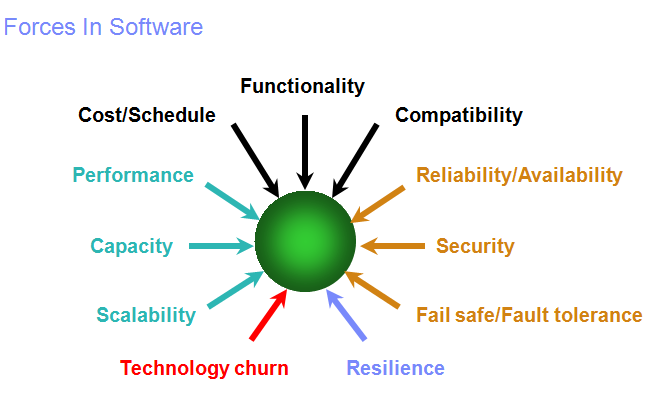 Forces In Software
Functionality
Cost/Schedule
Compatibility
Performance
Reliability/Availability
Capacity
Security
Scalability
Fail safe/Fault tolerance
Technology churn
Resilience